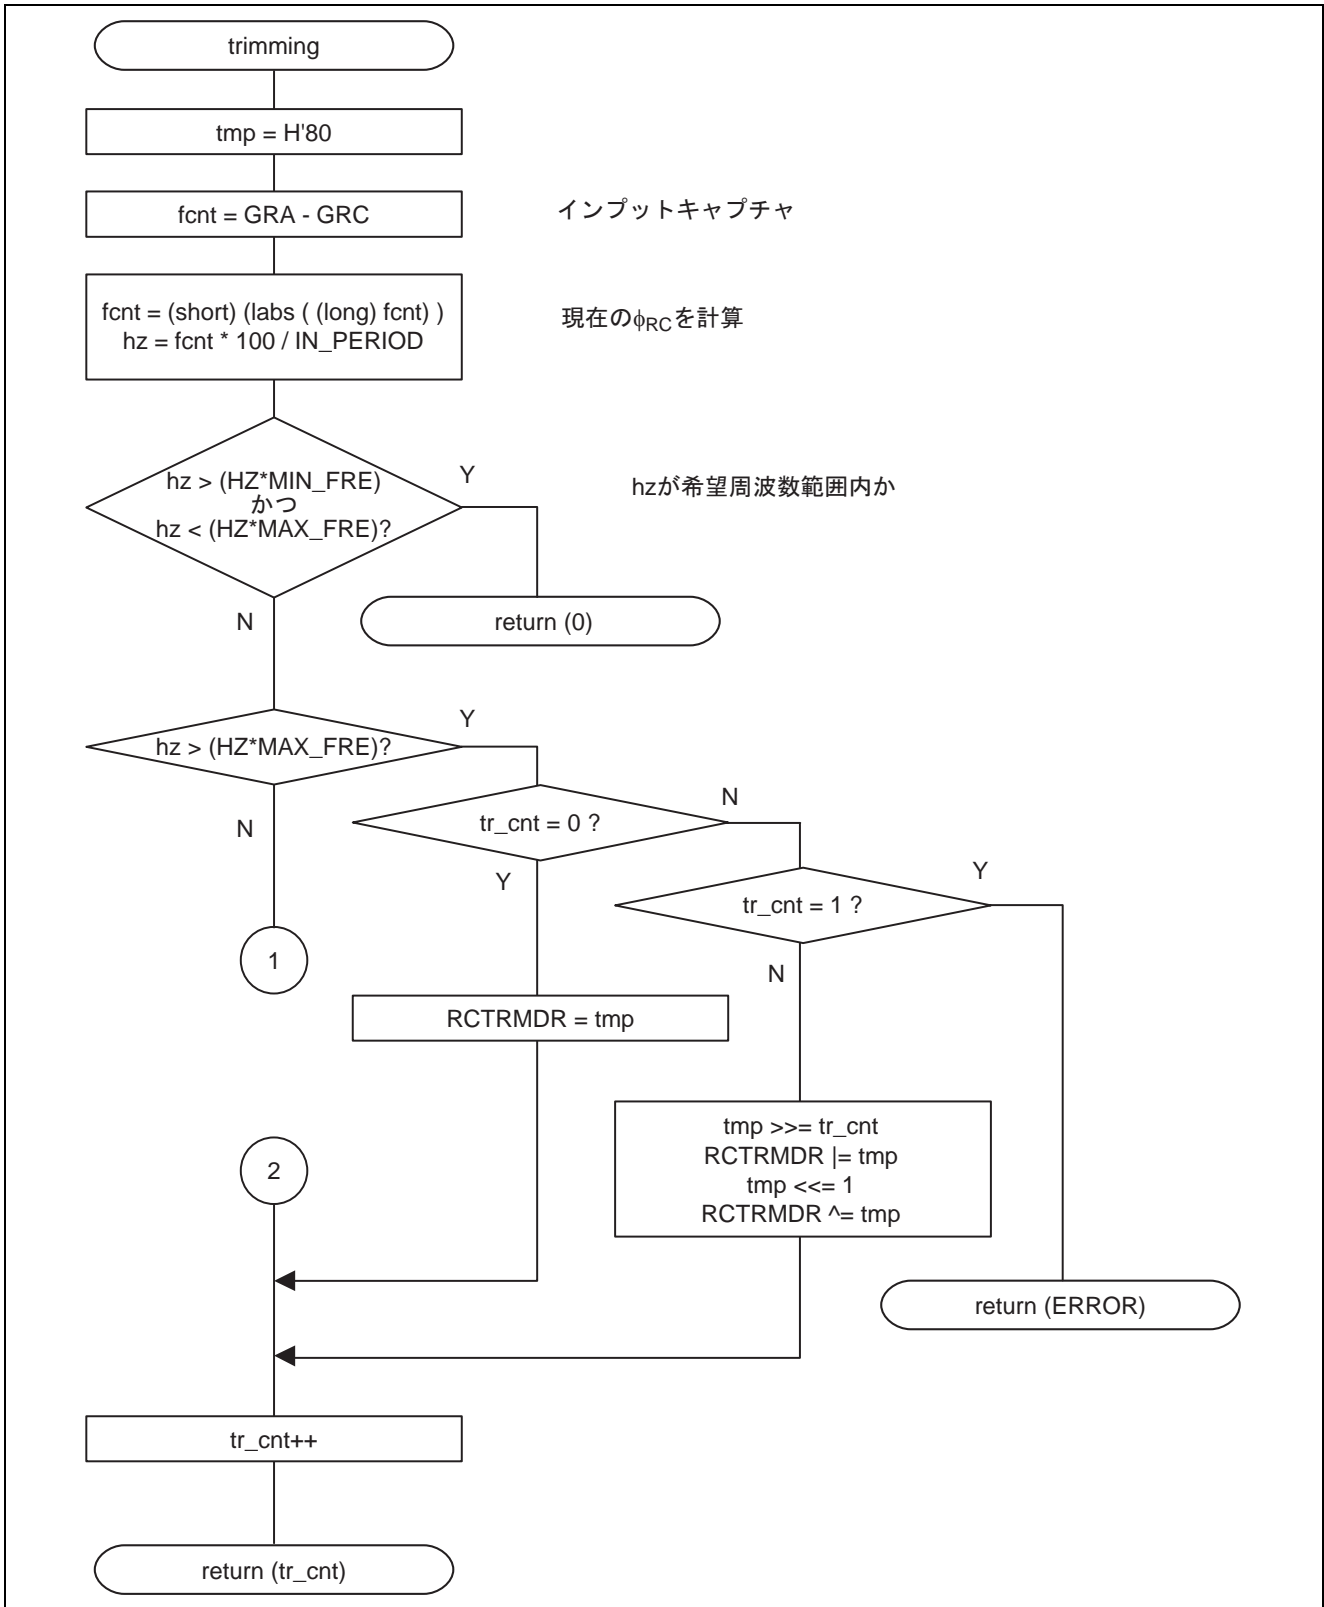 trimming
tmp = H'80
fcnt = GRA - GRC
インプットキャプチャ
fcnt = (short) (labs ( (long) fcnt) )
hz = fcnt * 100 / IN_PERIOD
現在のϕRCを計算
hz > (HZ*MIN_FRE)
かつ
hz < (HZ*MAX_FRE)?
Y
hzが希望周波数範囲内か
N
return (0)
hz > (HZ*MAX_FRE)?
Y
N
tr_cnt = 0 ?
N
Y
tr_cnt = 1 ?
Y
N
1
RCTRMDR = tmp
tmp >>= tr_cnt
RCTRMDR |= tmp
tmp <<= 1
RCTRMDR ^= tmp
2
return (ERROR)
tr_cnt++
return (tr_cnt)